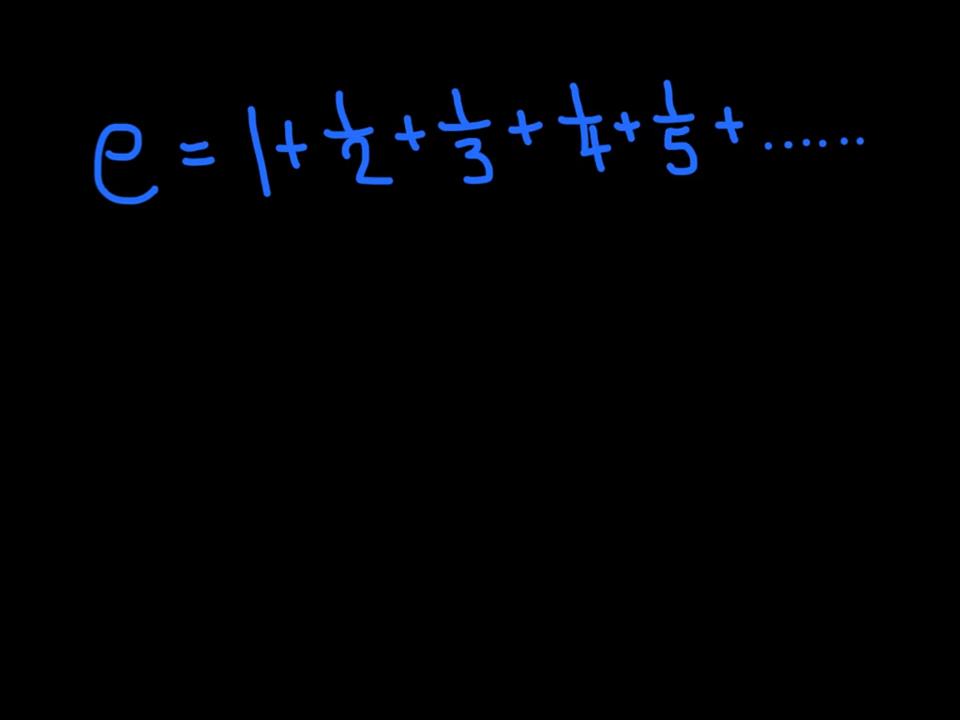 e = 1 + 1/2 + 1/3 + 1/4 + 1/5 + ......